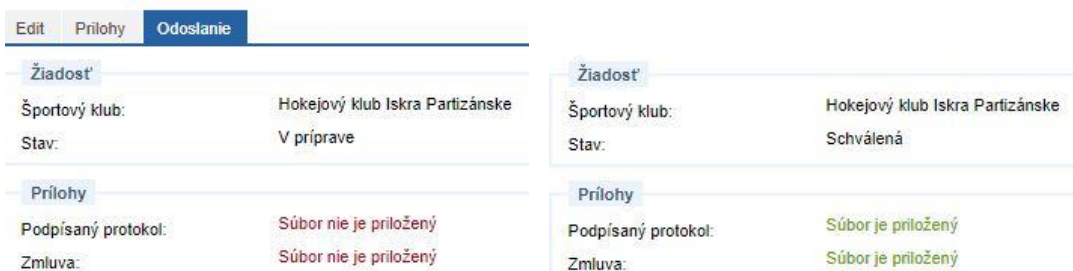 Edit Prilohy Odoslanie
Žiadosť
Športový klub: Hokejový klub Iskra Partizánske
Stav: V príprave
Prílohy
Podpísaný protokol: Súbor nie je priložený
Zmluva: Súbor nie je priložený
Žiadosť
Športový klub: Hokejový klub Iskra Partizánske
Stav: Schválená
Prílohy
Podpísaný protokol: Súbor je priložený
Zmluva: Súbor je priložený